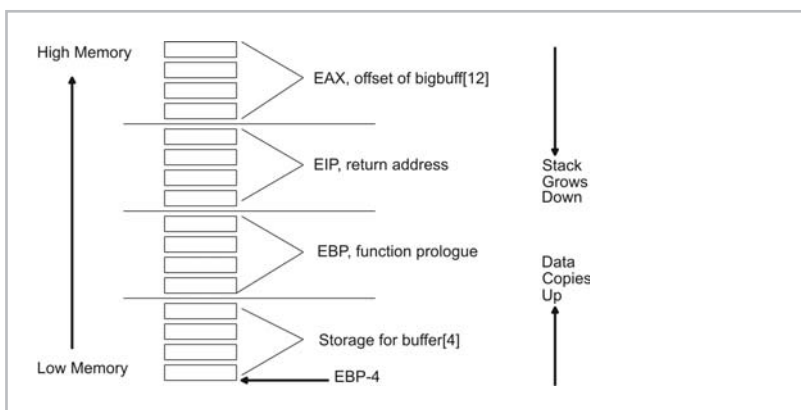 High Memory
EAX, offset of bigbuff[12]
EIP, return address
Stack
Grows
Down
EBP, function prologue
Data
Copies
Up
Storage for buffer[4]
Low Memory
EBP-4